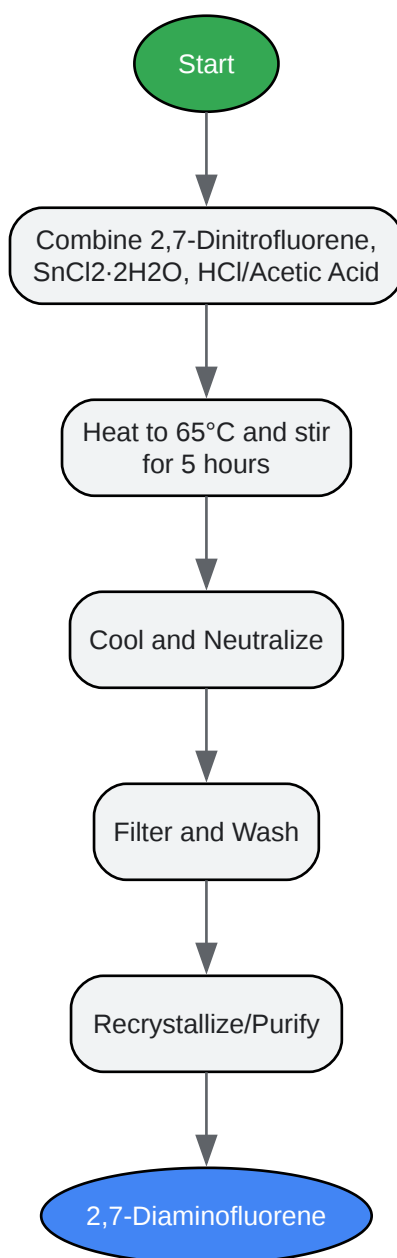 Start
Combine 2,7-Dinitrofluorene,
SnCl2·2H2O, HCl/Acetic Acid
Heat to 65°C and stir
for 5 hours
Cool and Neutralize
Filter and Wash
Recrystallize/Purify
2,7-Diaminofluorene